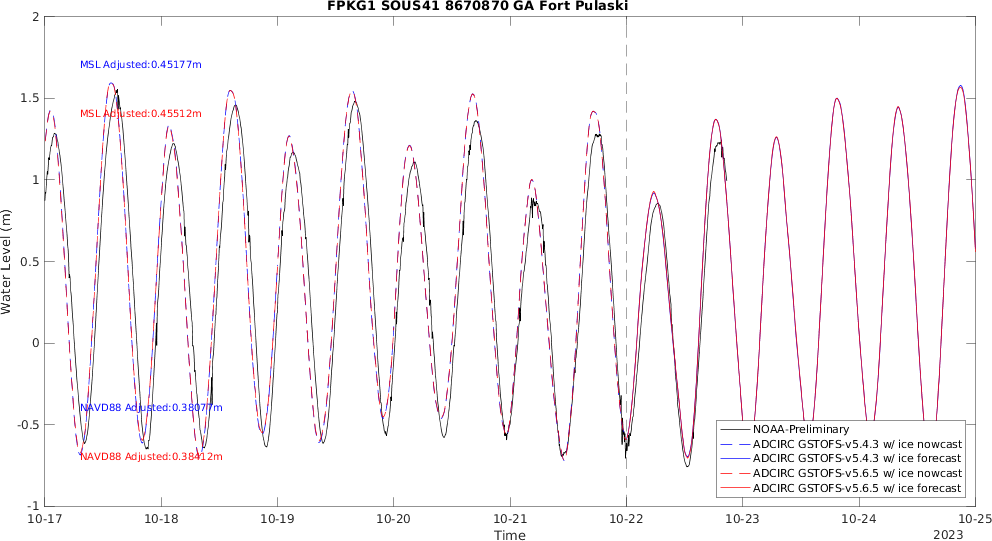 FPKG1 SOUS41 8670870 GA Fort Pulaski
2
1.5
1
0.5
0
-0.5
-1
Water Level (m)
MSL Adjusted:0.45177m
MSL Adjusted:0.45512m
NAVD88 Adjusted:0.38077m
NAVD88 Adjusted:0.38412m
NOAA-Preliminary
ADCIRC GSTOFS-v5.4.3 w/ ice nowcast
ADCIRC GSTOFS-v5.4.3 w/ ice forecast
ADCIRC GSTOFS-v5.6.5 w/ ice nowcast
ADCIRC GSTOFS-v5.6.5 w/ ice forecast
10-17 10-18 10-19 10-20 10-21 10-22 10-23 10-24 10-25
Time
2023